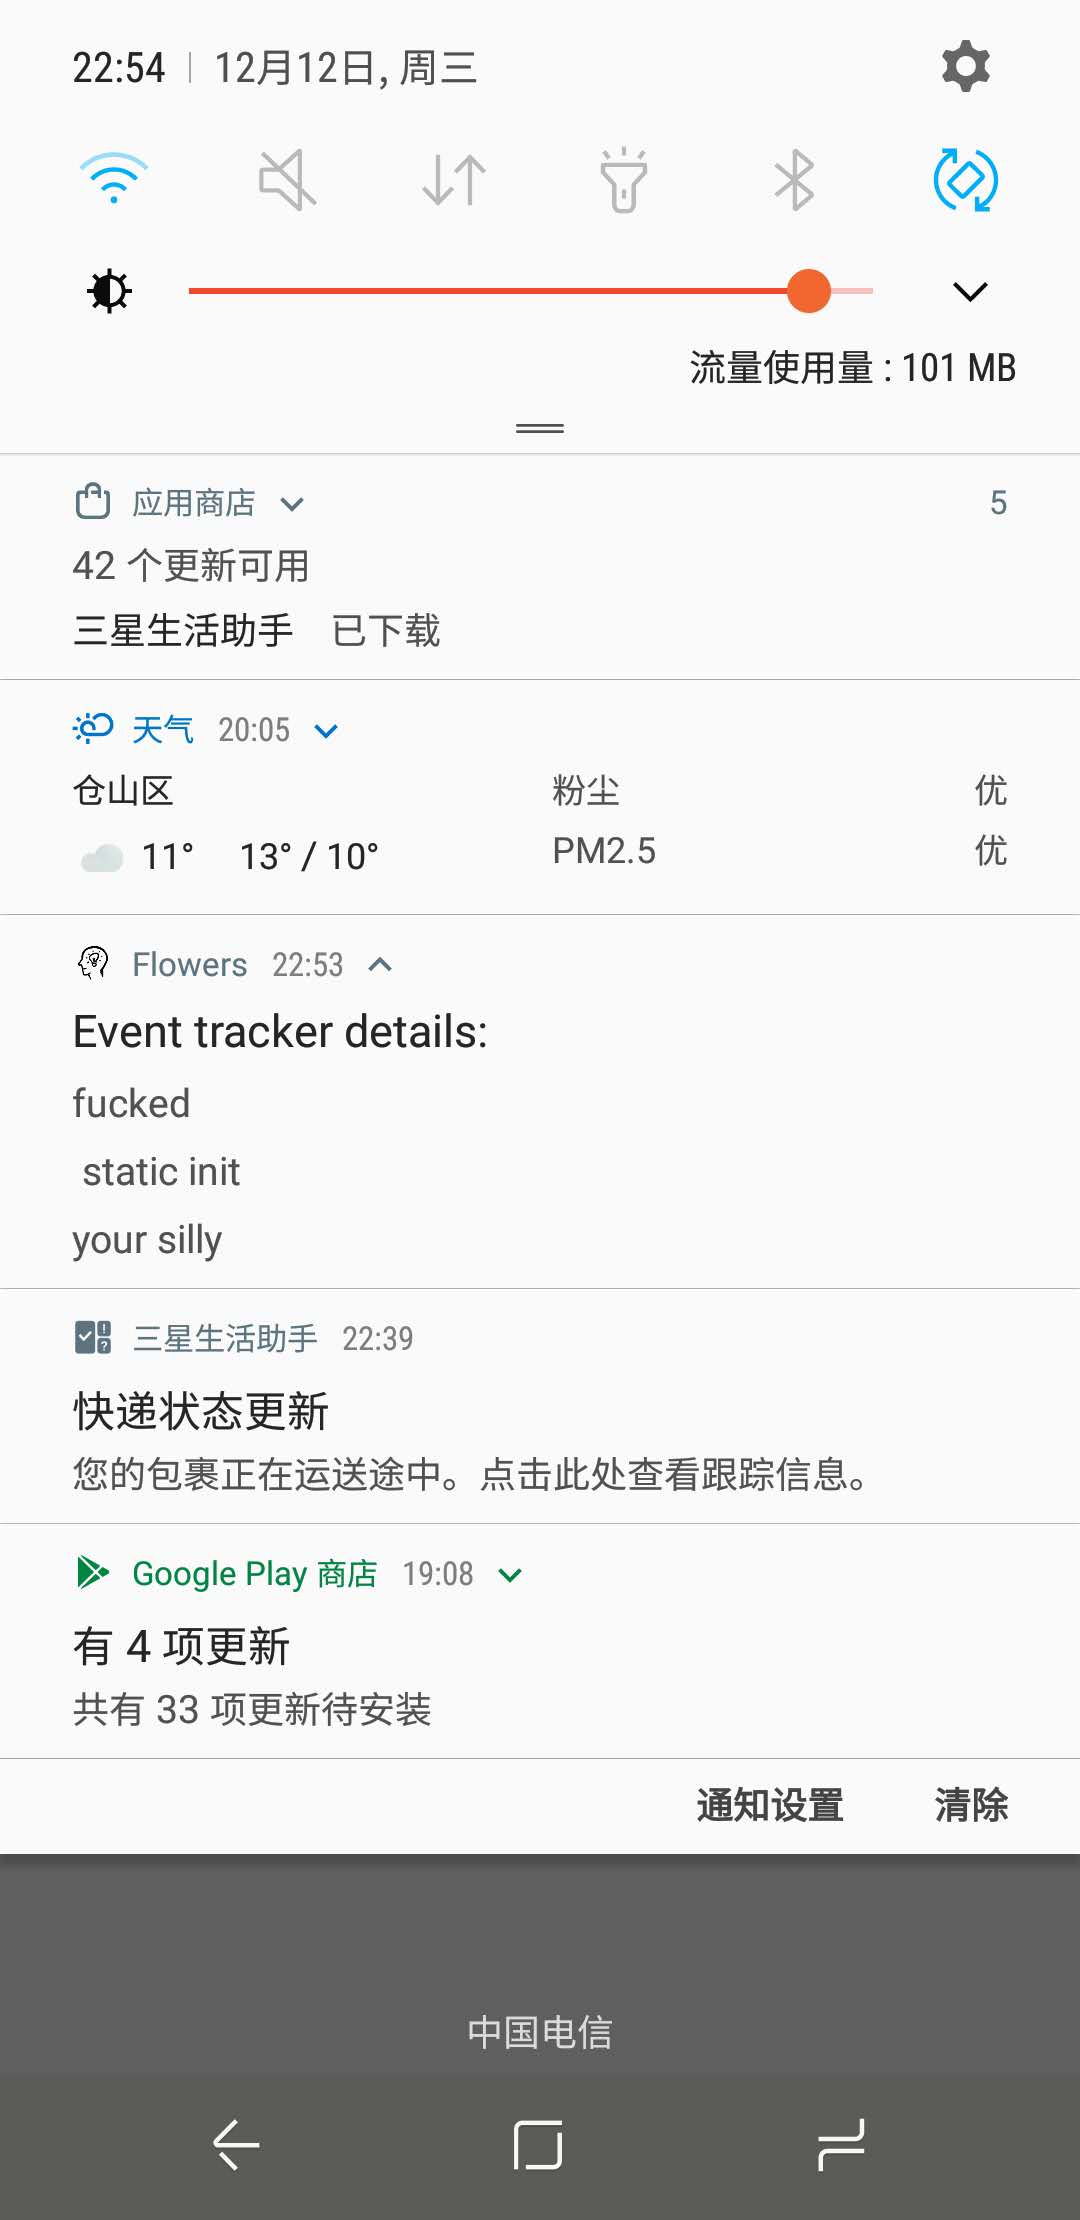 22:54 | 12月12日, 周三
流量使用量 : 101 MB
应用商店 5
42 个更新可用
三星生活助手 已下载
天气 20:05
仓山区 粉尘 优
11° 13° / 10° PM2.5 优
Flowers 22:53
Event tracker details:
fucked
static init
your silly
三星生活助手 22:39
快递状态更新
您的包裹正在运送途中。点击此处查看跟踪信息。
Google Play 商店 19:08
有 4 项更新
共有 33 项更新待安装
通知设置 清除
中国电信